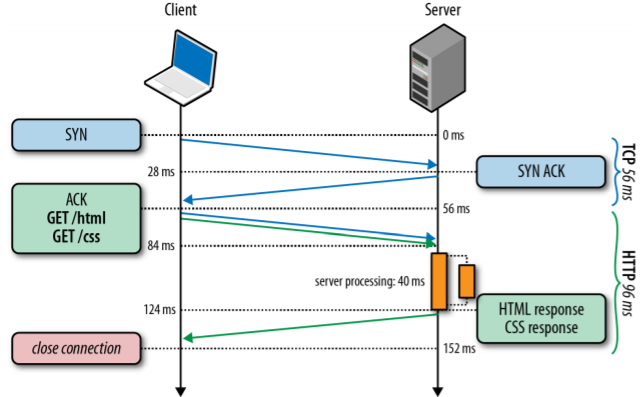 Client
Server
SYN
0 ms
TCP 56 ms
28 ms
SYN ACK
ACK
GET /html
GET /css
56 ms
84 ms
HTTP 96 ms
server processing: 40 ms
124 ms
HTML response
CSS response
close connection
152 ms